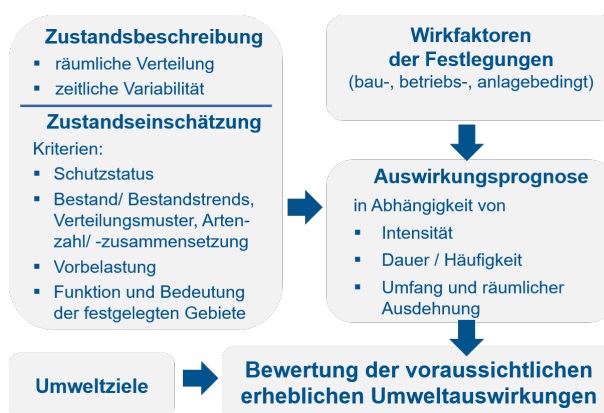 Zustandsbeschreibung
▪ räumliche Verteilung
▪ zeitliche Variabilität
Zustandseinschätzung
Kriterien:
▪ Schutzstatus
▪ Bestand/ Bestandstrends,
Verteilungsmuster, Arten-
zahl/ -zusammensetzung
▪ Vorbelastung
▪ Funktion und Bedeutung
der festgelegten Gebiete
Wirkfaktoren
der Festlegungen
(bau-, betriebs-, anlagebedingt)
Auswirkungsprognose
in Abhängigkeit von
▪ Intensität
▪ Dauer / Häufigkeit
▪ Umfang und räumlicher
Ausdehnung
Umweltziele
Bewertung der voraussichtlichen
erheblichen Umweltauswirkungen